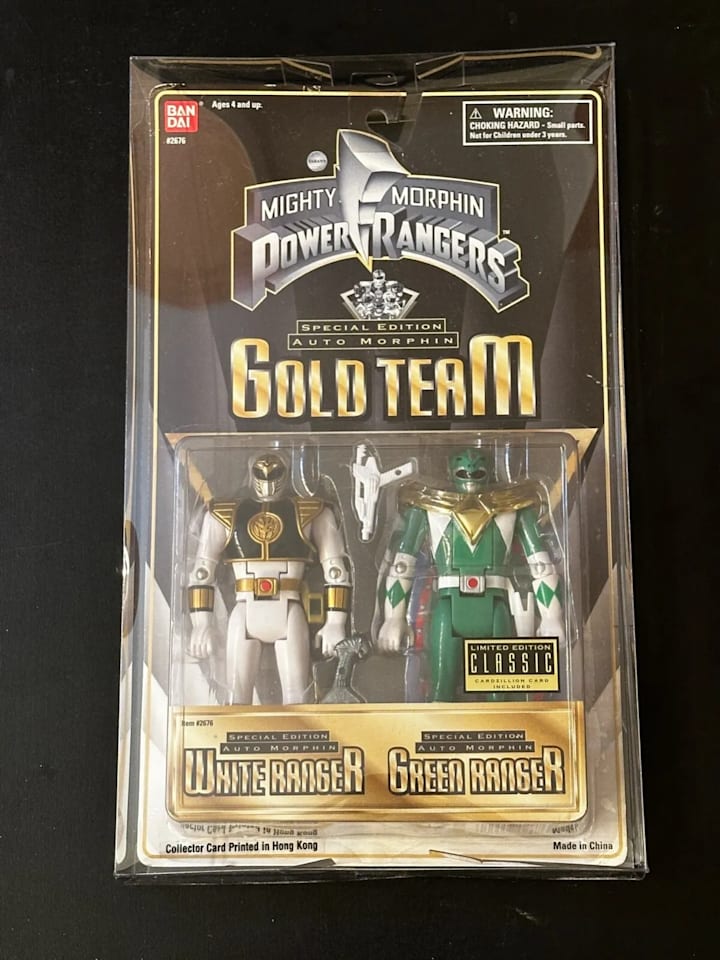 BAN
DAI
#2676
Ages 4 and up.
WARNING:
CHOKING HAZARD - Small parts.
Not for Children under 3 years.
SABAN'S
MIGHTY MORPHIN
POWER RANGERS
TM
SPECIAL EDITION
AUTO MORPHIN
GOLD TEAM
LIMITED EDITION
CLASSIC
CARDZILLION CARD
INCLUDED
Item #2676
SPECIAL EDITION
AUTO MORPHIN
WHITE RANGER
SPECIAL EDITION
AUTO MORPHIN
GREEN RANGER
Collector Card Printed in Hong Kong
Made in China